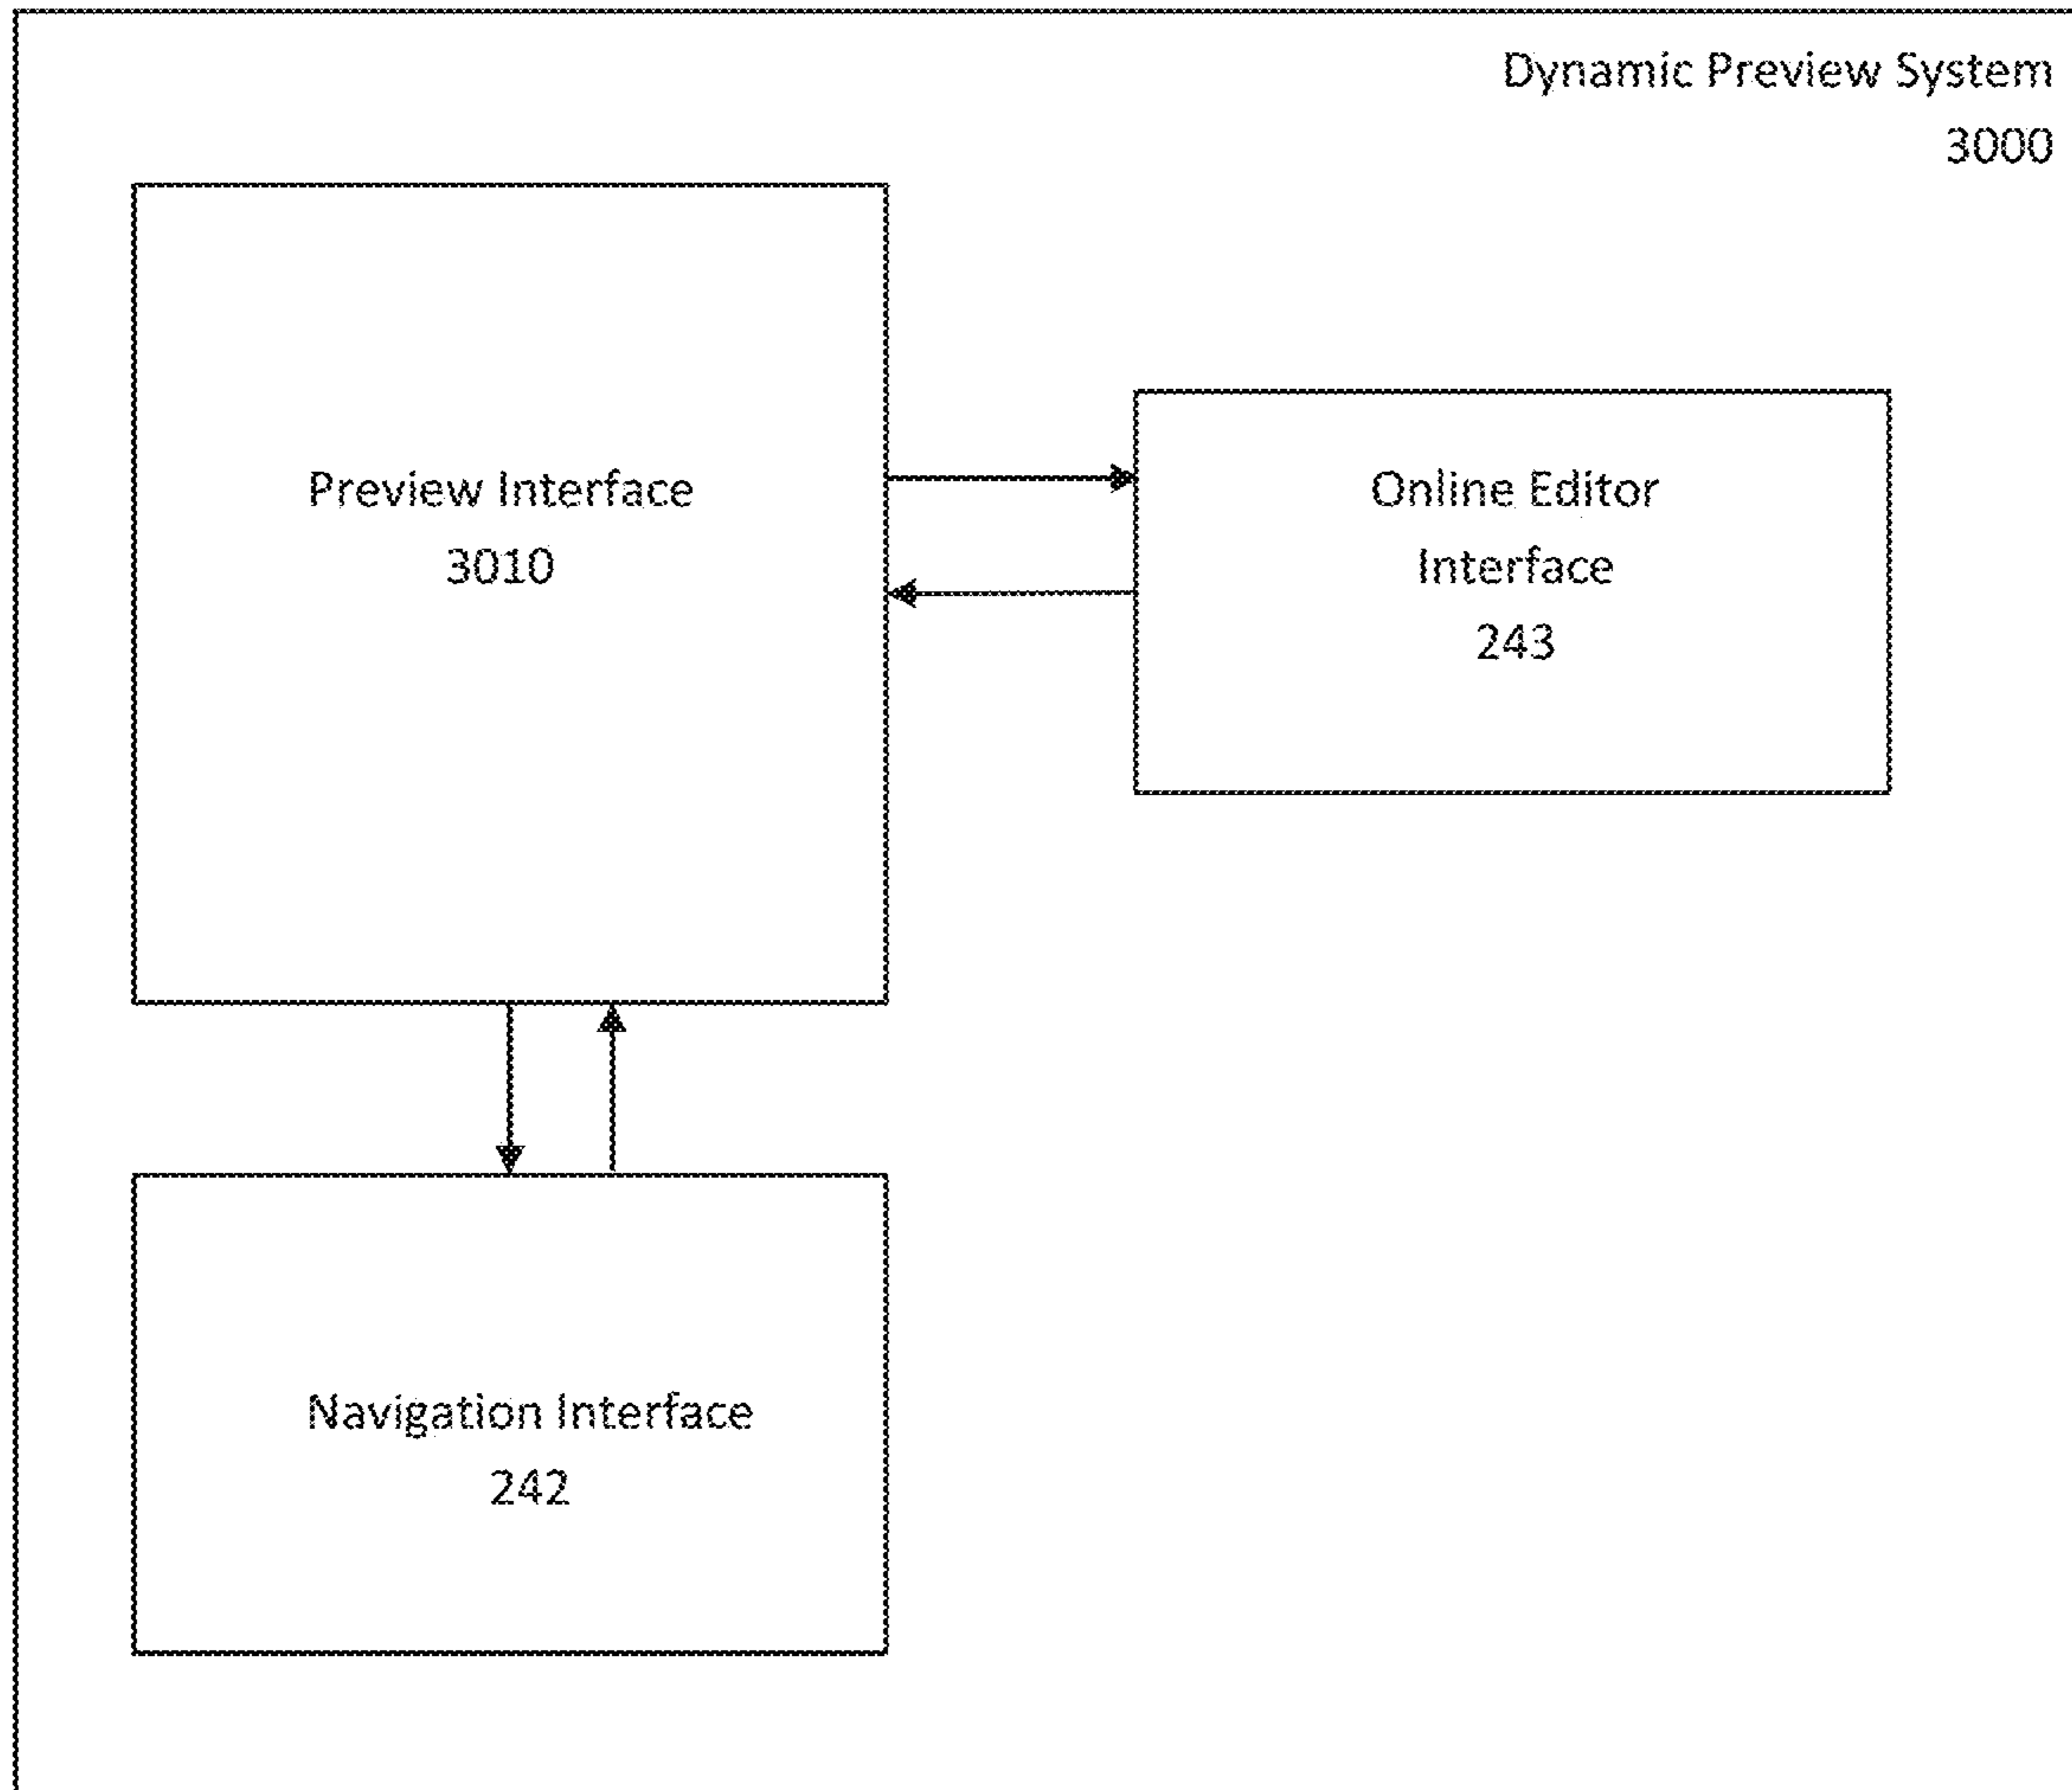 Dynamic Preview System
3000
Preview Interface
3010
Online Editor
Interface
243
Navigation Interface
242